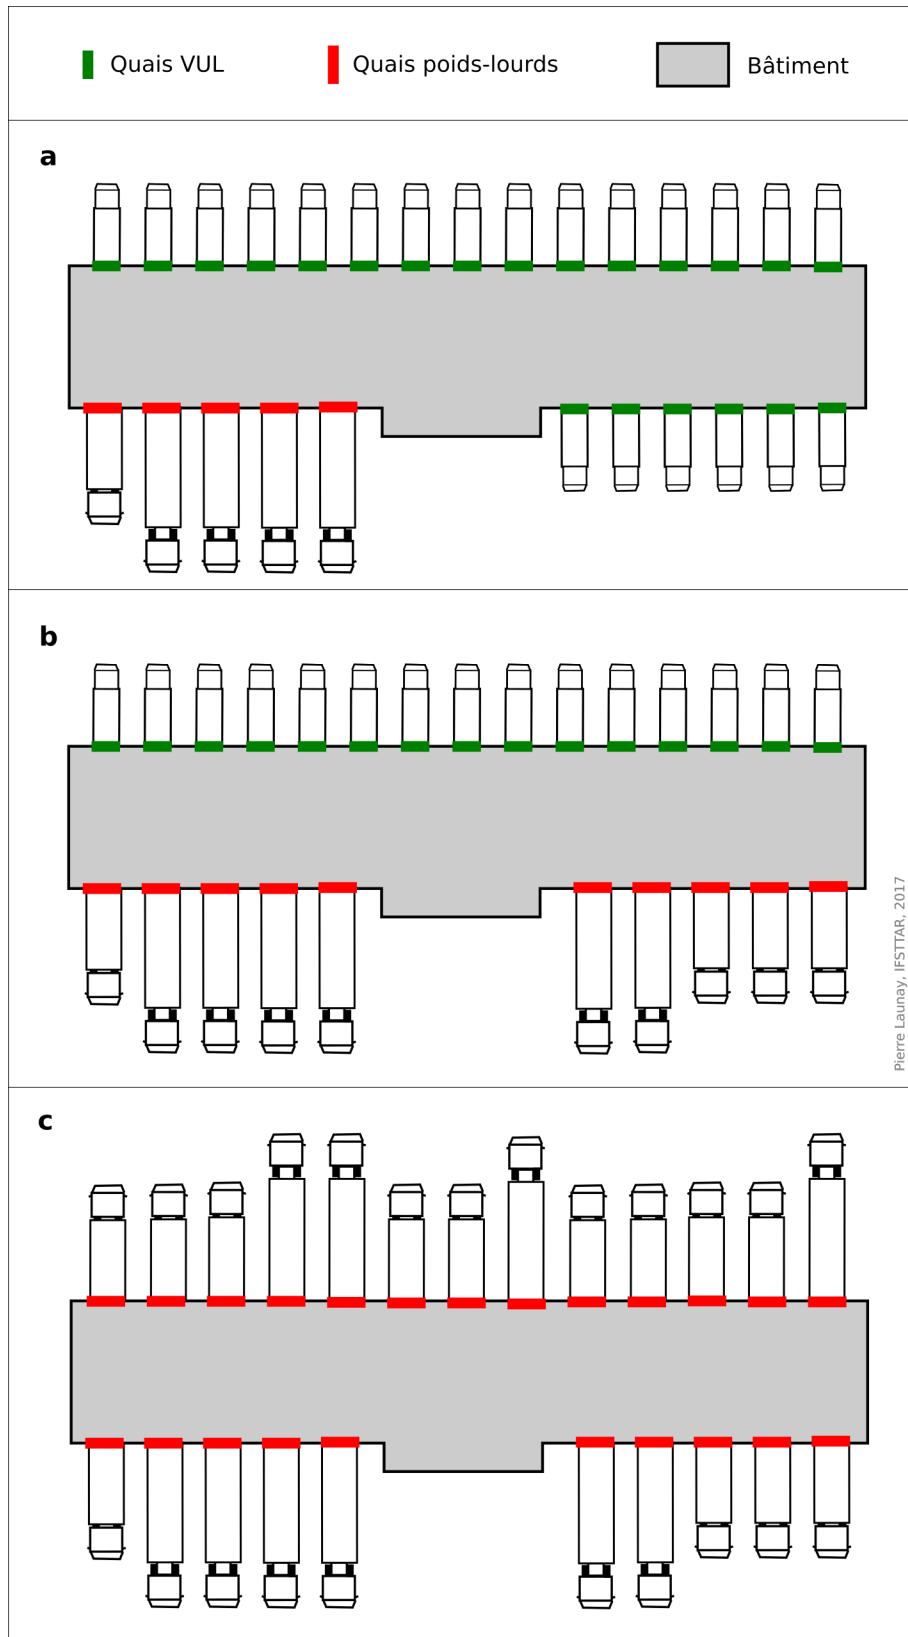 Quais VUL
Quais poids-lourds
Bâtiment
a
b
Pierre Launay, IFSTTAR, 2017
c